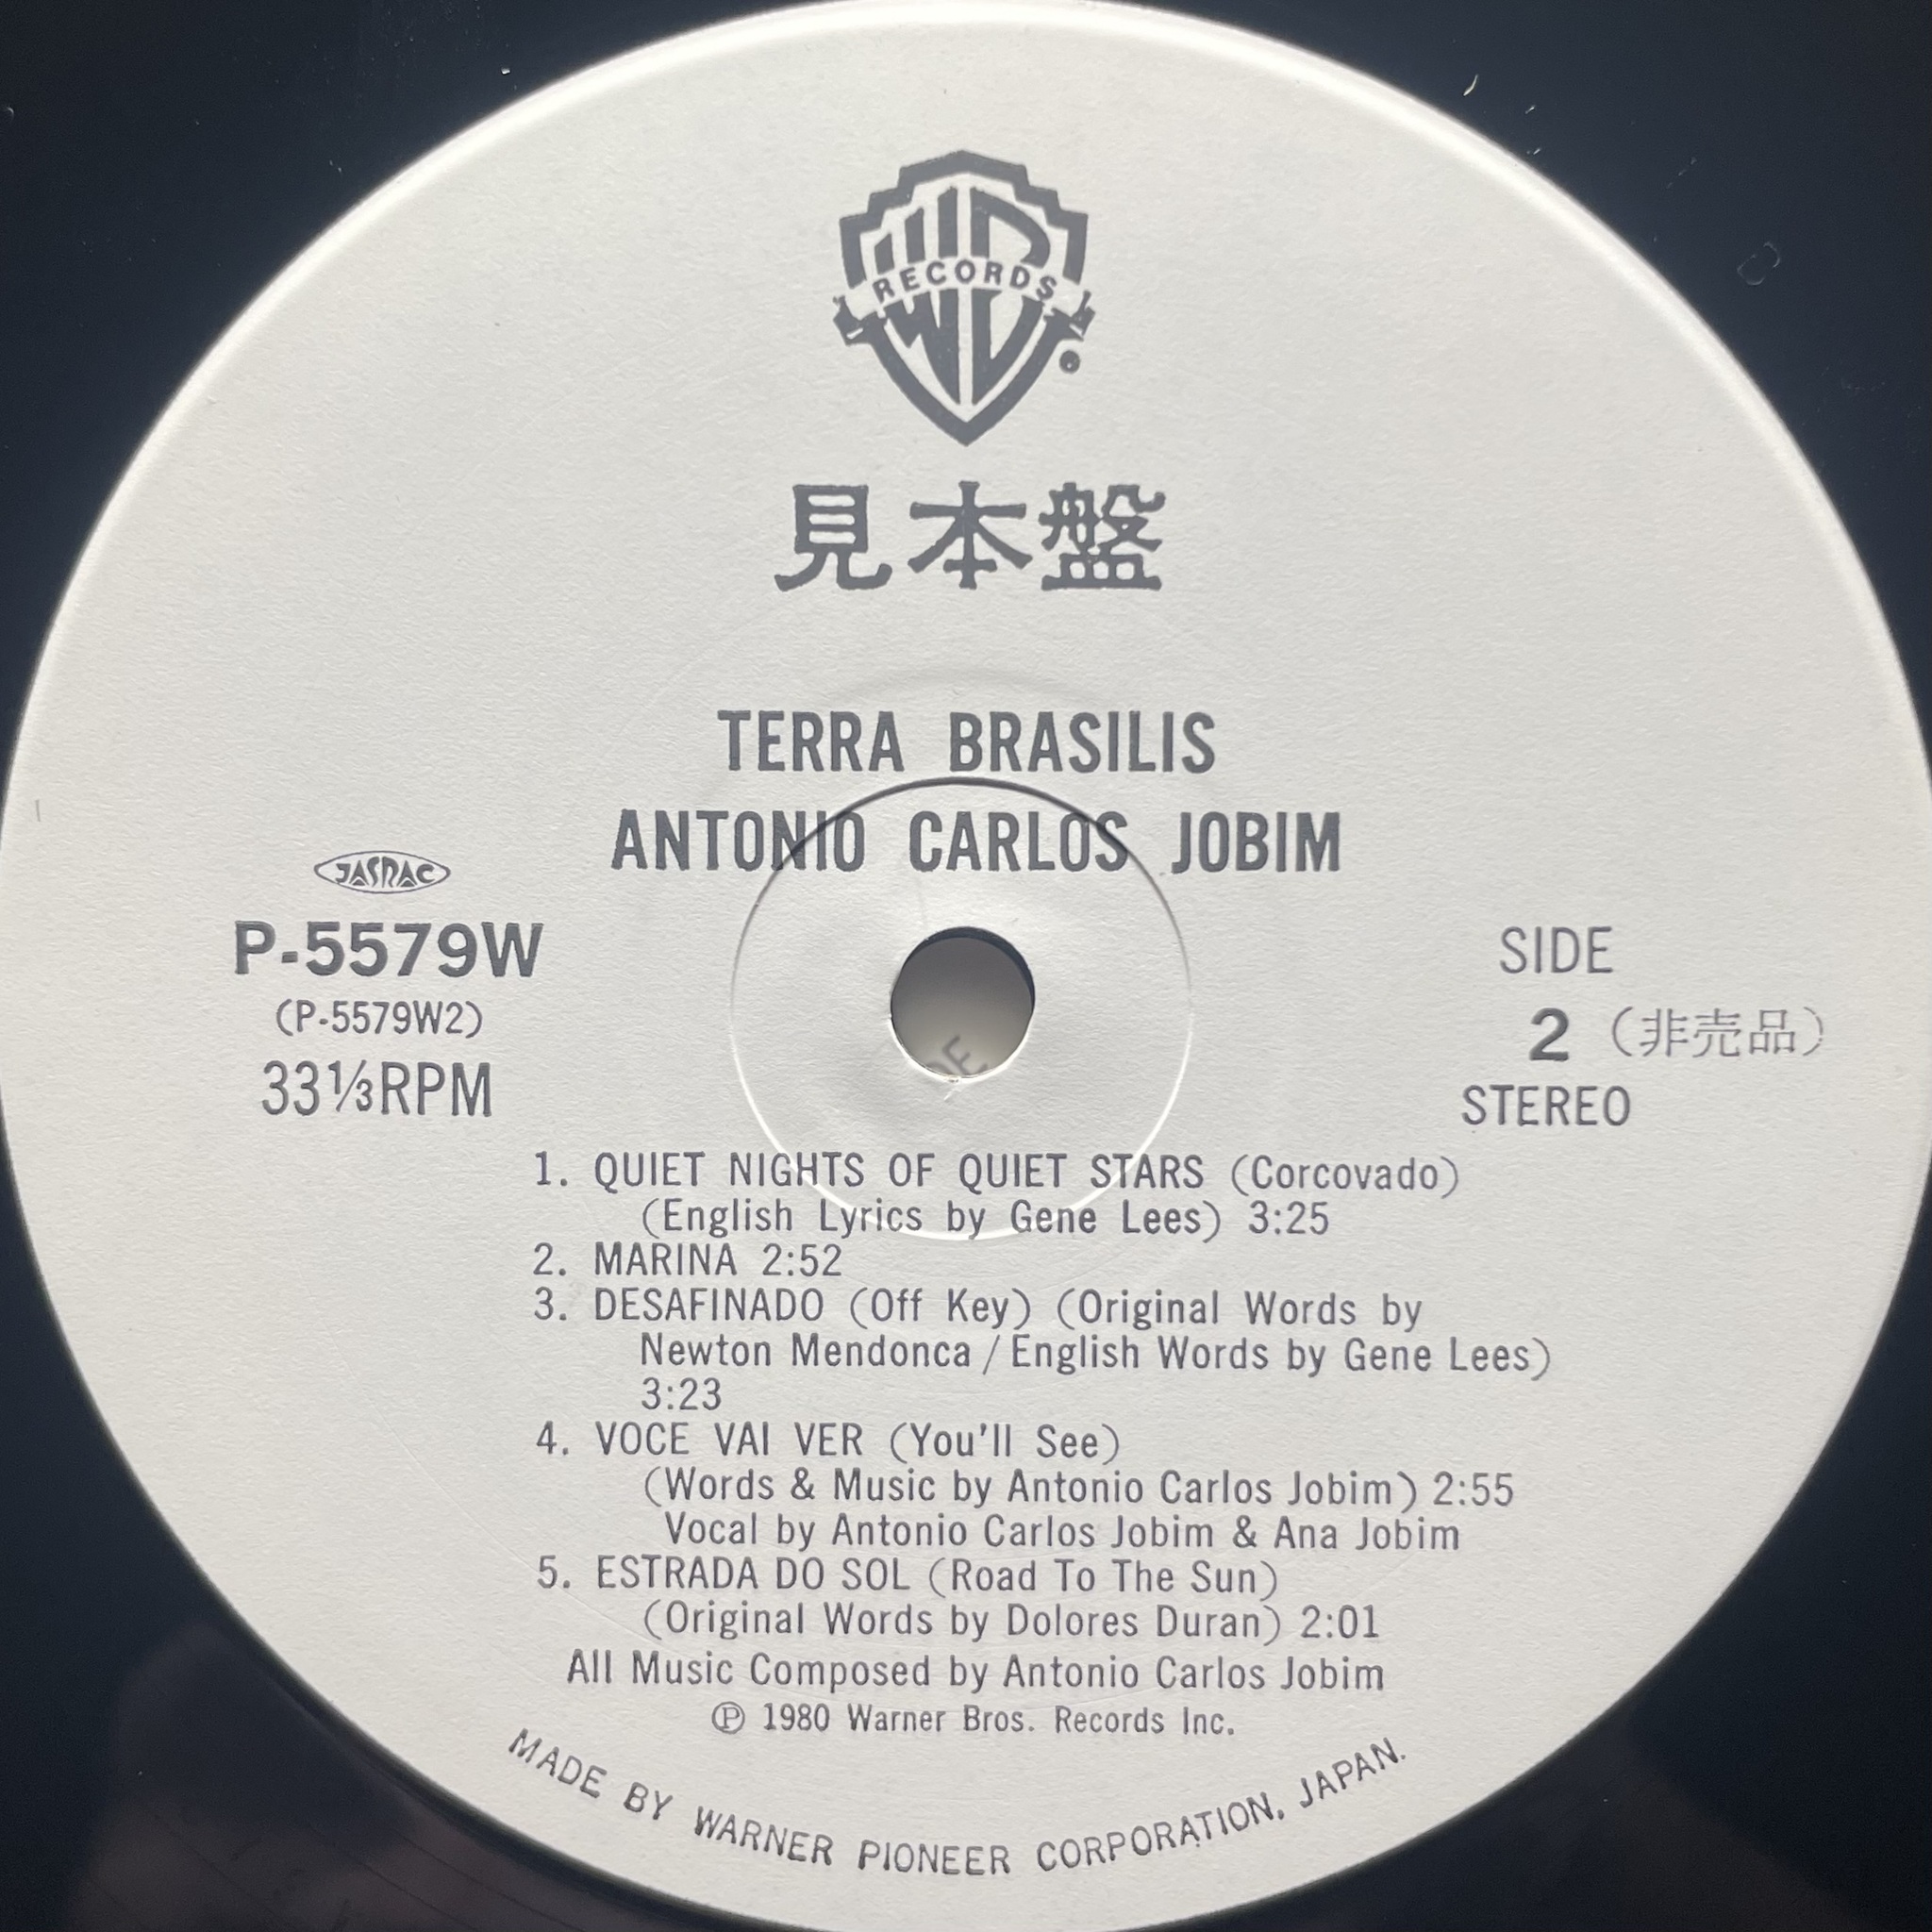 WB
RECORDS
見本盤
TERRA BRASILIS
ANTONIO CARLOS JOBIM
JASRAC
P-5579W
(P-5579W2)
33⅓RPM
SIDE
2 (非売品)
STEREO
1. QUIET NIGHTS OF QUIET STARS (Corcovado)
(English Lyrics by Gene Lees) 3:25
2. MARINA 2:52
3. DESAFINADO (Off Key) (Original Words by
Newton Mendonca / English Words by Gene Lees)
3:23
4. VOCE VAI VER (You'll See)
(Words & Music by Antonio Carlos Jobim) 2:55
Vocal by Antonio Carlos Jobim & Ana Jobim
5. ESTRADA DO SOL (Road To The Sun)
(Original Words by Dolores Duran) 2:01
All Music Composed by Antonio Carlos Jobim
℗ 1980 Warner Bros. Records Inc.
MADE BY WARNER PIONEER CORPORATION, JAPAN.